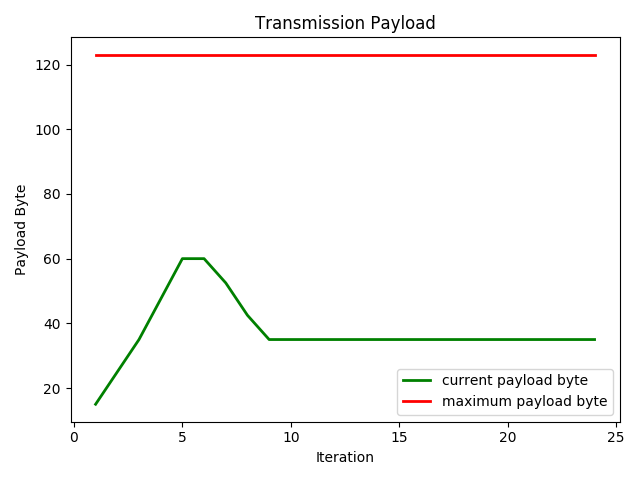 Transmission Payload
Payload Byte
120
100
80
60
40
20
0
5
10
15
20
25
Iteration
current payload byte
maximum payload byte